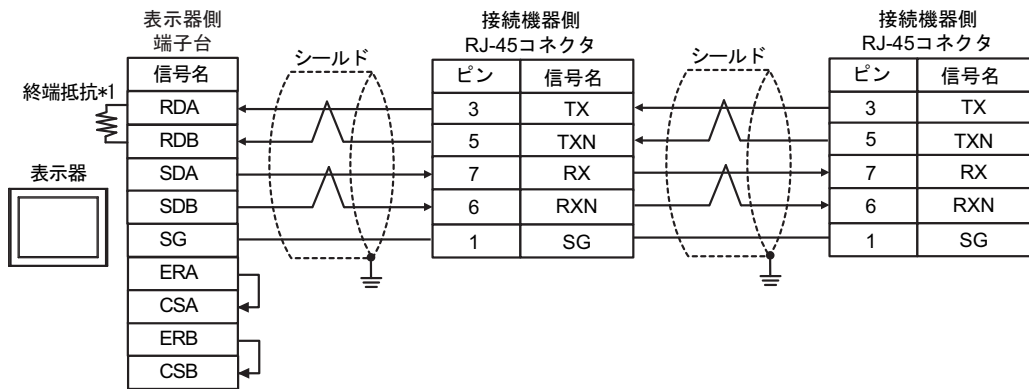 表示器側
端子台
信号名
終端抵抗*1
RDA
RDB
表示器
SDA
SDB
SG
ERA
CSA
ERB
CSB
シールド
接続機器側
RJ-45コネクタ
ピン 信号名
3 TX
5 TXN
7 RX
6 RXN
1 SG
シールド
接続機器側
RJ-45コネクタ
ピン 信号名
3 TX
5 TXN
7 RX
6 RXN
1 SG